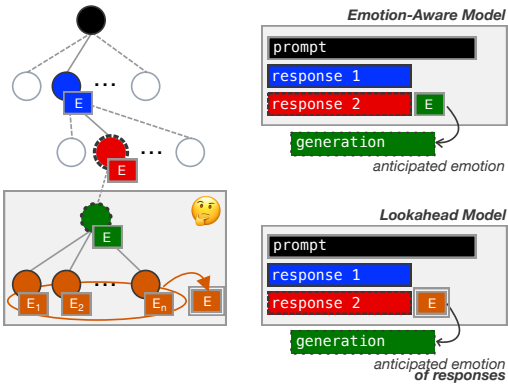 ...
E
...
E
E
...
E1
E2
En
E
Emotion-Aware Model
prompt
response 1
response 2
E
generation
anticipated emotion
Lookahead Model
prompt
response 1
response 2
E
generation
anticipated emotion
of responses